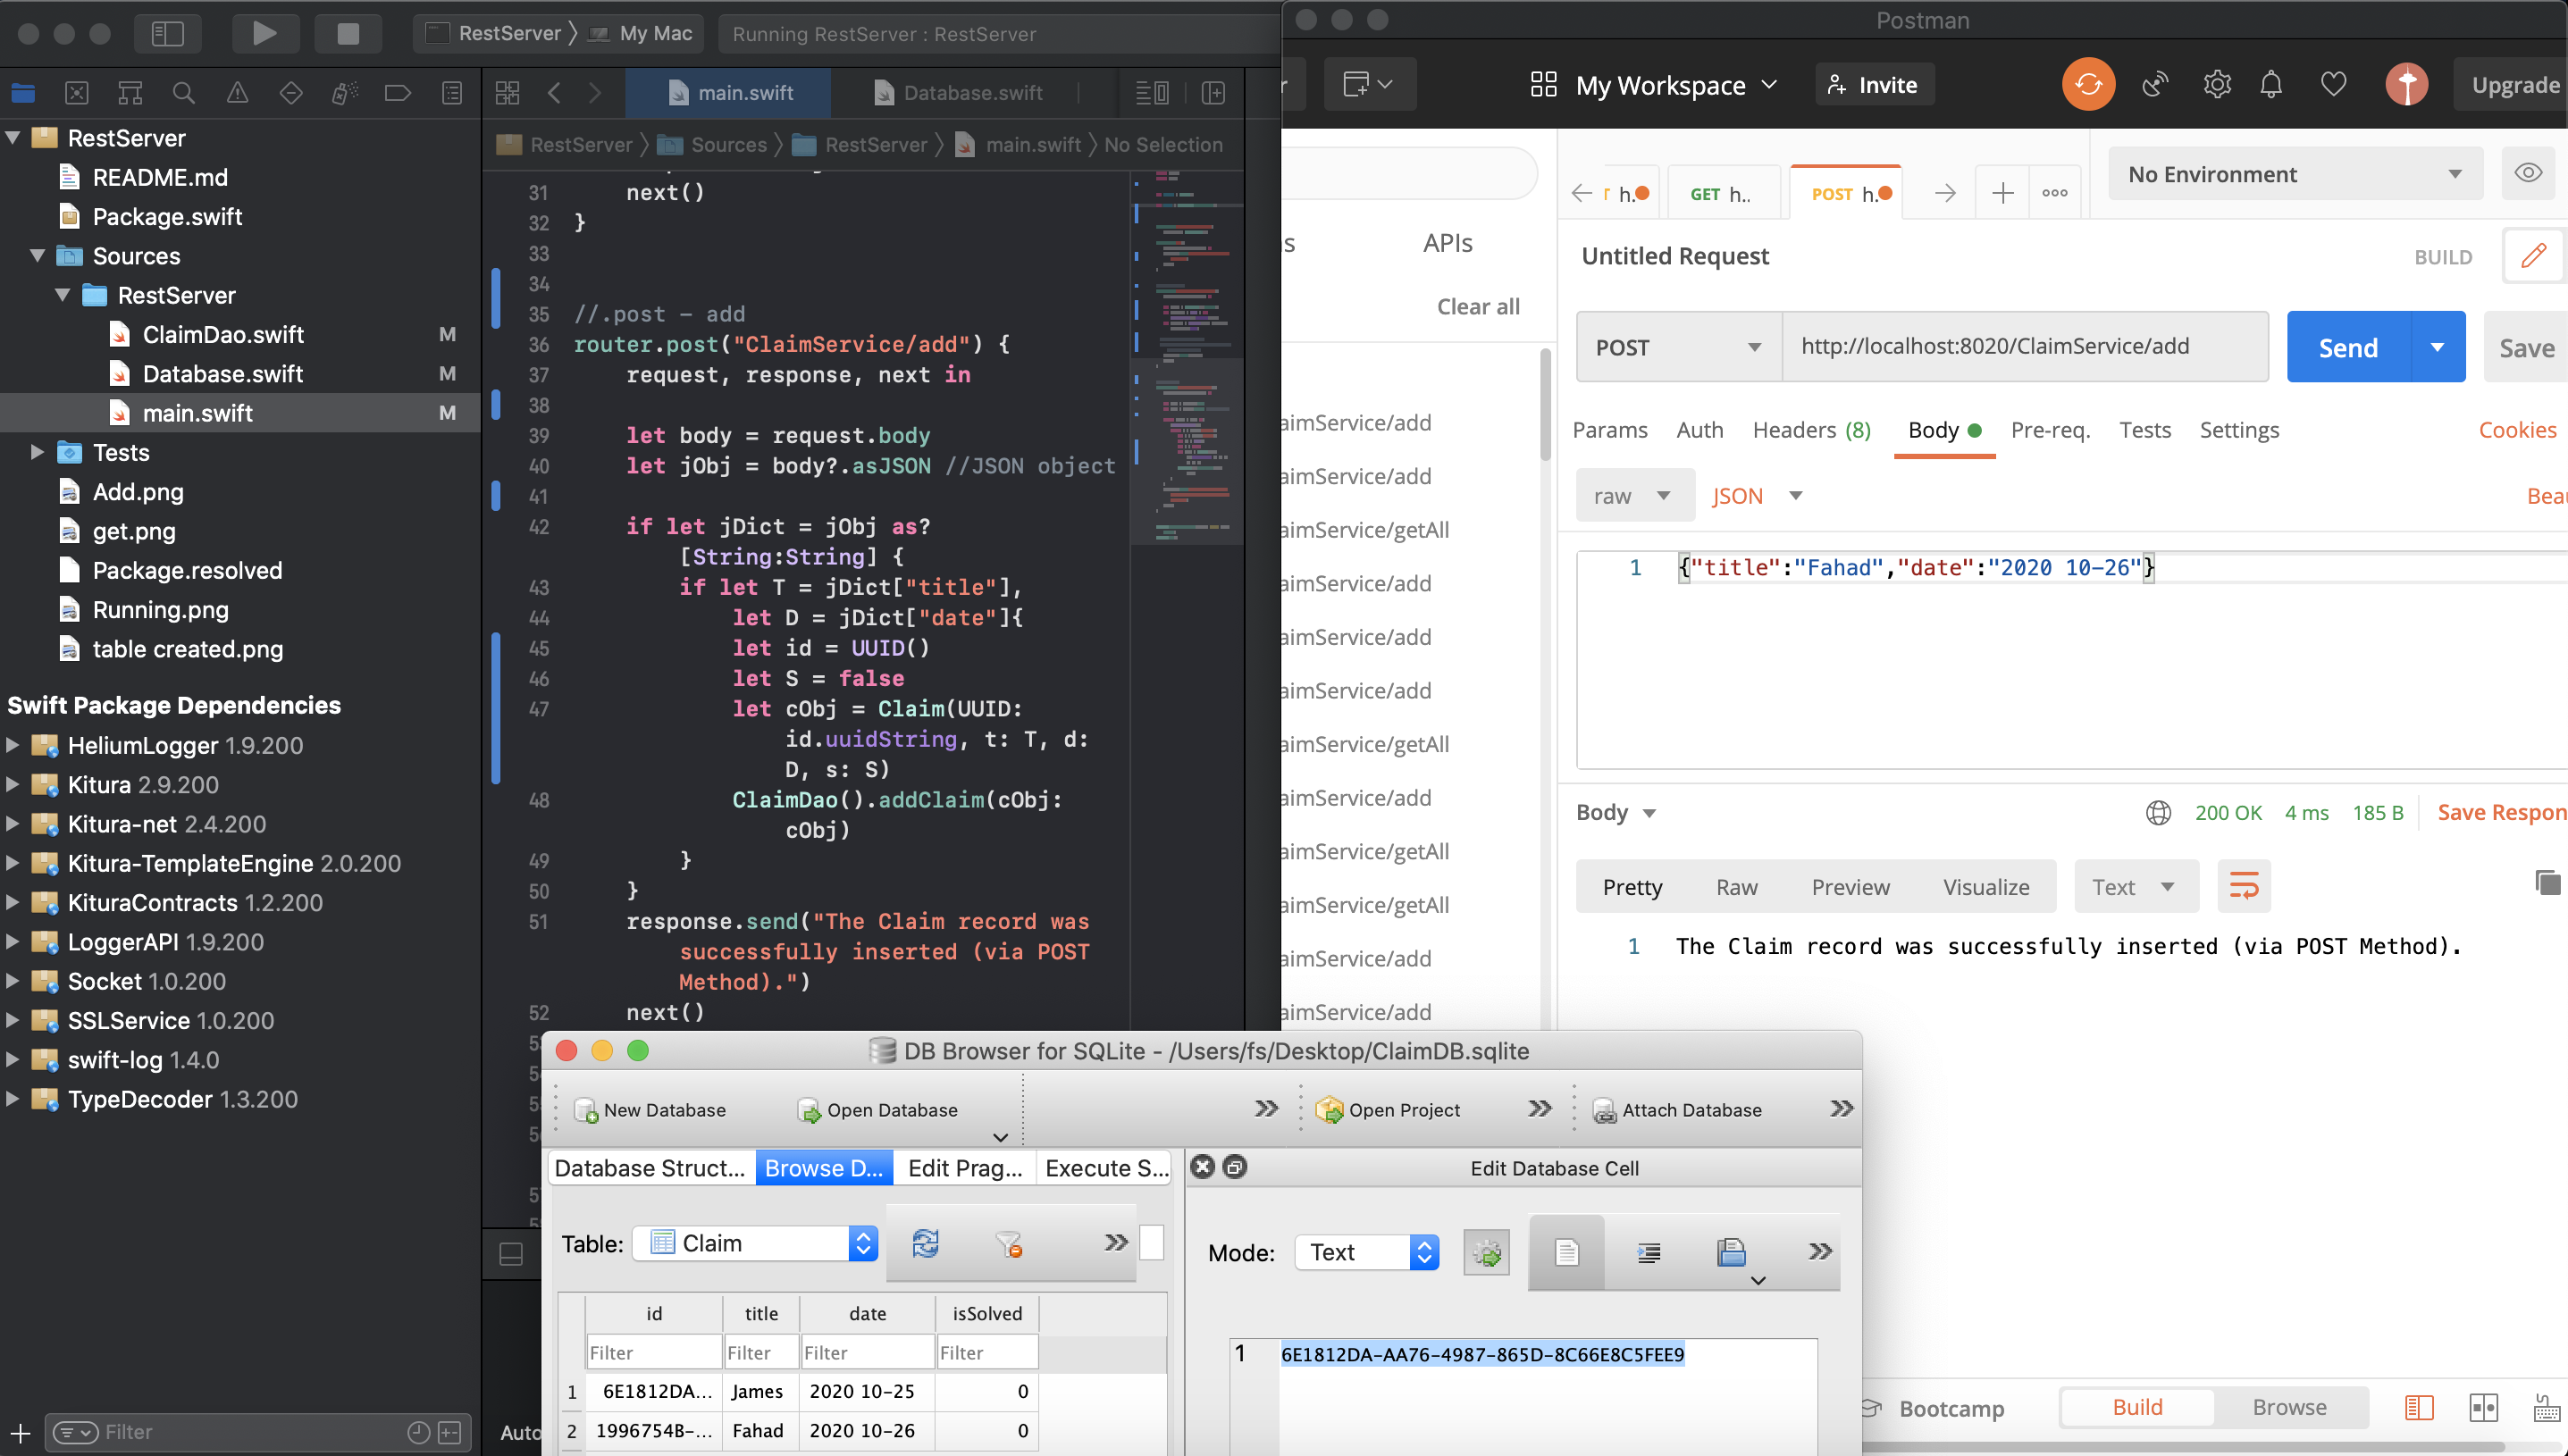 RestServer 〉 My Mac
Running RestServer : RestServer
RestServer
README.md
Package.swift
Sources
RestServer
ClaimDao.swift M
Database.swift M
main.swift M
Tests
Add.png
get.png
Package.resolved
Running.png
table created.png
Swift Package Dependencies
HeliumLogger 1.9.200
Kitura 2.9.200
Kitura-net 2.4.200
Kitura-TemplateEngine 2.0.200
KituraContracts 1.2.200
LoggerAPI 1.9.200
Socket 1.0.200
SSLService 1.0.200
swift-log 1.4.0
TypeDecoder 1.3.200
Filter
main.swift
Database.swift
RestServer 〉 Sources 〉 RestServer 〉 main.swift 〉 No Selection
31 next()
32 }
33
34
35 //.post - add
36 router.post("ClaimService/add") {
37 request, response, next in
38
39 let body = request.body
40 let jObj = body?.asJSON //JSON object
41
42 if let jDict = jObj as?
[String:String] {
43 if let T = jDict["title"],
44 let D = jDict["date"]{
45 let id = UUID()
46 let S = false
47 let cObj = Claim(UUID:
id.uuidString, t: T, d:
D, s: S)
48 ClaimDao().addClaim(cObj:
cObj)
49 }
50 }
51 response.send("The Claim record was
successfully inserted (via POST
Method).")
52 next()
Auto
Postman
My Workspace
Invite
Upgrade
APIs
Clear all
aimService/add
aimService/add
aimService/getAll
aimService/add
aimService/add
aimService/add
aimService/getAll
aimService/add
aimService/getAll
aimService/getAll
aimService/add
aimService/add
T h.
GET h..
POST h.
No Environment
Untitled Request
BUILD
POST
http://localhost:8020/ClaimService/add
Send
Save
Params
Auth
Headers (8)
Body
Pre-req.
Tests
Settings
Cookies
raw
JSON
Beau
1 {"title":"Fahad","date":"2020 10-26"}
Body
200 OK 4 ms 185 B
Save Respon
Pretty
Raw
Preview
Visualize
Text
1 The Claim record was successfully inserted (via POST Method).
Bootcamp
Build
Browse
DB Browser for SQLite - /Users/fs/Desktop/ClaimDB.sqlite
New Database
Open Database
Open Project
Attach Database
Database Struct...
Browse D...
Edit Prag...
Execute S...
Table: Claim
id title date isSolved
Filter Filter Filter Filter
1 6E1812DA... James 2020 10-25 0
2 1996754B-... Fahad 2020 10-26 0
Edit Database Cell
Mode: Text
1 6E1812DA-AA76-4987-865D-8C66E8C5FEE9